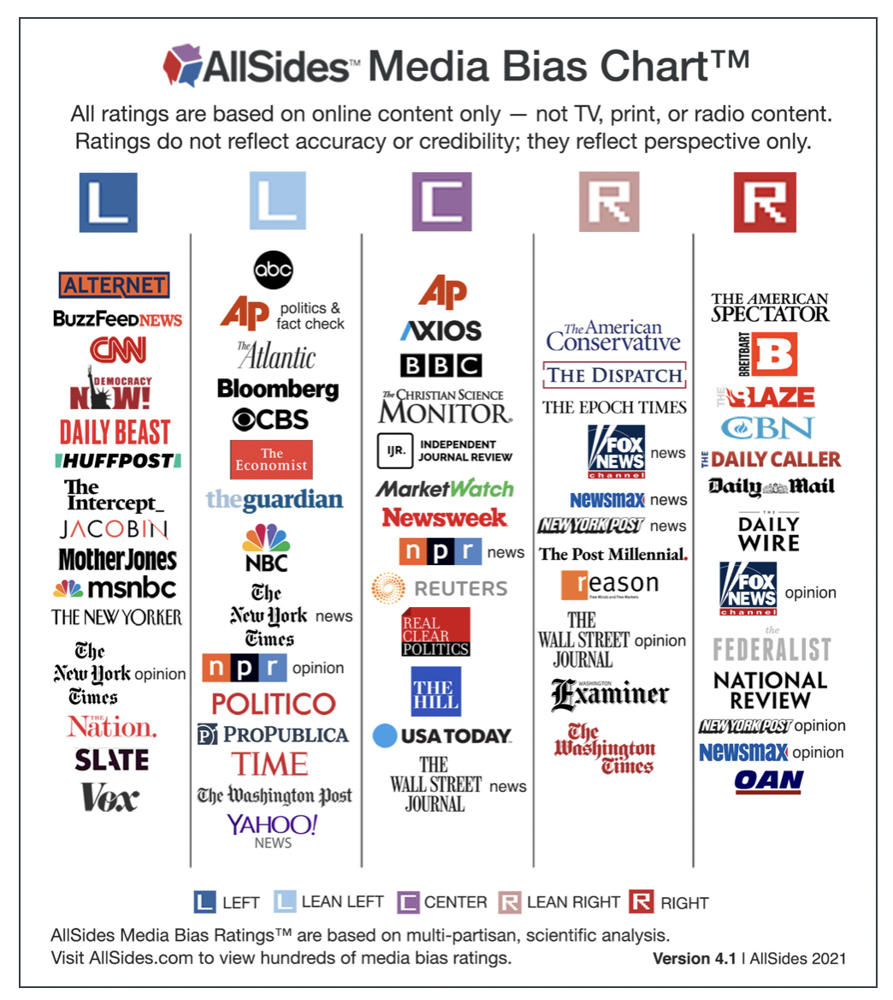 AllSides™ Media Bias Chart™
All ratings are based on online content only — not TV, print, or radio content.
Ratings do not reflect accuracy or credibility; they reflect perspective only.
L
L
C
R
R
ALTERNET
BuzzFeedNEWS
CNN
DEMOCRACY
NOW!
DAILY BEAST
HUFFPOST
The
Intercept_
JACOBIN
Mother Jones
msnbc
THE NEW YORKER
The
New York opinion
Times
THE
Nation.
SLATE
Vox
abc
AP politics &
fact check
The
Atlantic
Bloomberg
CBS
The
Economist
theguardian
NBC
The
New York news
Times
npr opinion
POLITICO
PROPUBLICA
TIME
The Washington Post
YAHOO!
NEWS
AP
AXIOS
BBC
The CHRISTIAN SCIENCE
MONITOR
IJR. INDEPENDENT
JOURNAL REVIEW
MarketWatch
Newsweek
npr news
REUTERS
REAL
CLEAR
POLITICS
THE
HILL
USA TODAY
THE
WALL STREET news
JOURNAL
The American
Conservative
THE DISPATCH
THE EPOCH TIMES
FOX
NEWS news
channel
Newsmax news
NEW YORK POST news
The Post Millennial.
reason
Free Minds and Free Markets
THE
WALL STREET opinion
JOURNAL
WASHINGTON
Examiner
The
Washington
Times
THE AMERICAN
SPECTATOR
BREITBART B
THE BLAZE
CBN
THE DAILY CALLER
Daily Mail
THE
DAILY
WIRE
FOX
NEWS opinion
channel
the
FEDERALIST
NATIONAL
REVIEW
NEW YORK POST opinion
Newsmax opinion
OAN
L LEFT L LEAN LEFT C CENTER R LEAN RIGHT R RIGHT
AllSides Media Bias Ratings™ are based on multi-partisan, scientific analysis.
Visit AllSides.com to view hundreds of media bias ratings.
Version 4.1 | AllSides 2021